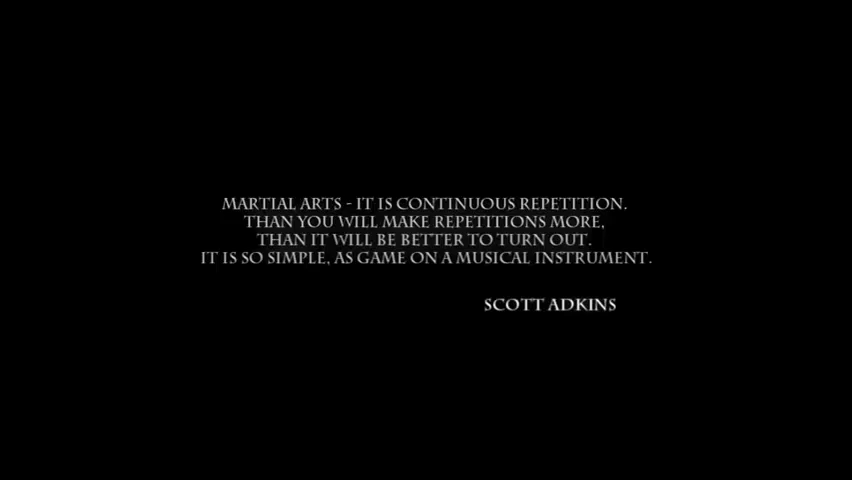 MARTIAL ARTS - IT IS CONTINUOUS REPETITION.
THAN YOU WILL MAKE REPETITIONS MORE,
THAN IT WILL BE BETTER TO TURN OUT.
IT IS SO SIMPLE, AS GAME ON A MUSICAL INSTRUMENT.
SCOTT ADKINS